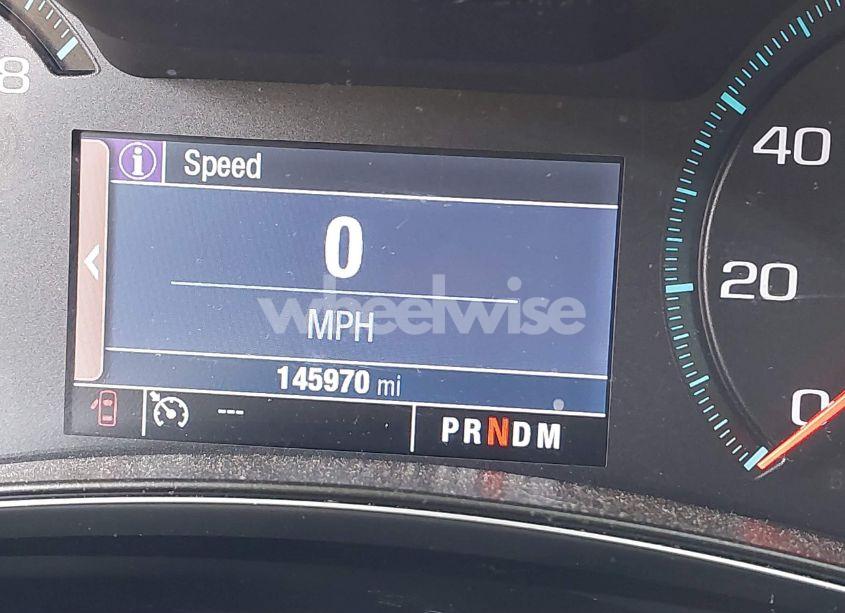 8
Speed
0
MPH
145970 mi
---
PRNDM
40
20
0
wheelwise